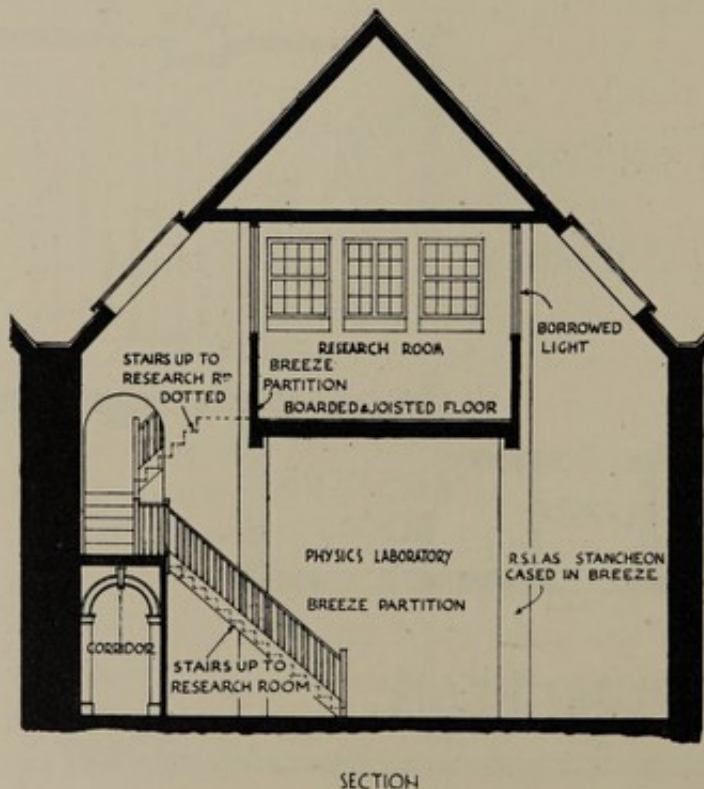 RESEARCH ROOM
BORROWED
LIGHT
STAIRS UP TO
RESEARCH RM
DOTTED
BREEZE
PARTITION
BOARDED & JOISTED FLOOR
PHYSICS LABORATORY
BREEZE PARTITION
R.S.J. AS STANCHEON
CASED IN BREEZE
CORRIDOR
STAIRS UP TO
RESEARCH ROOM
SECTION